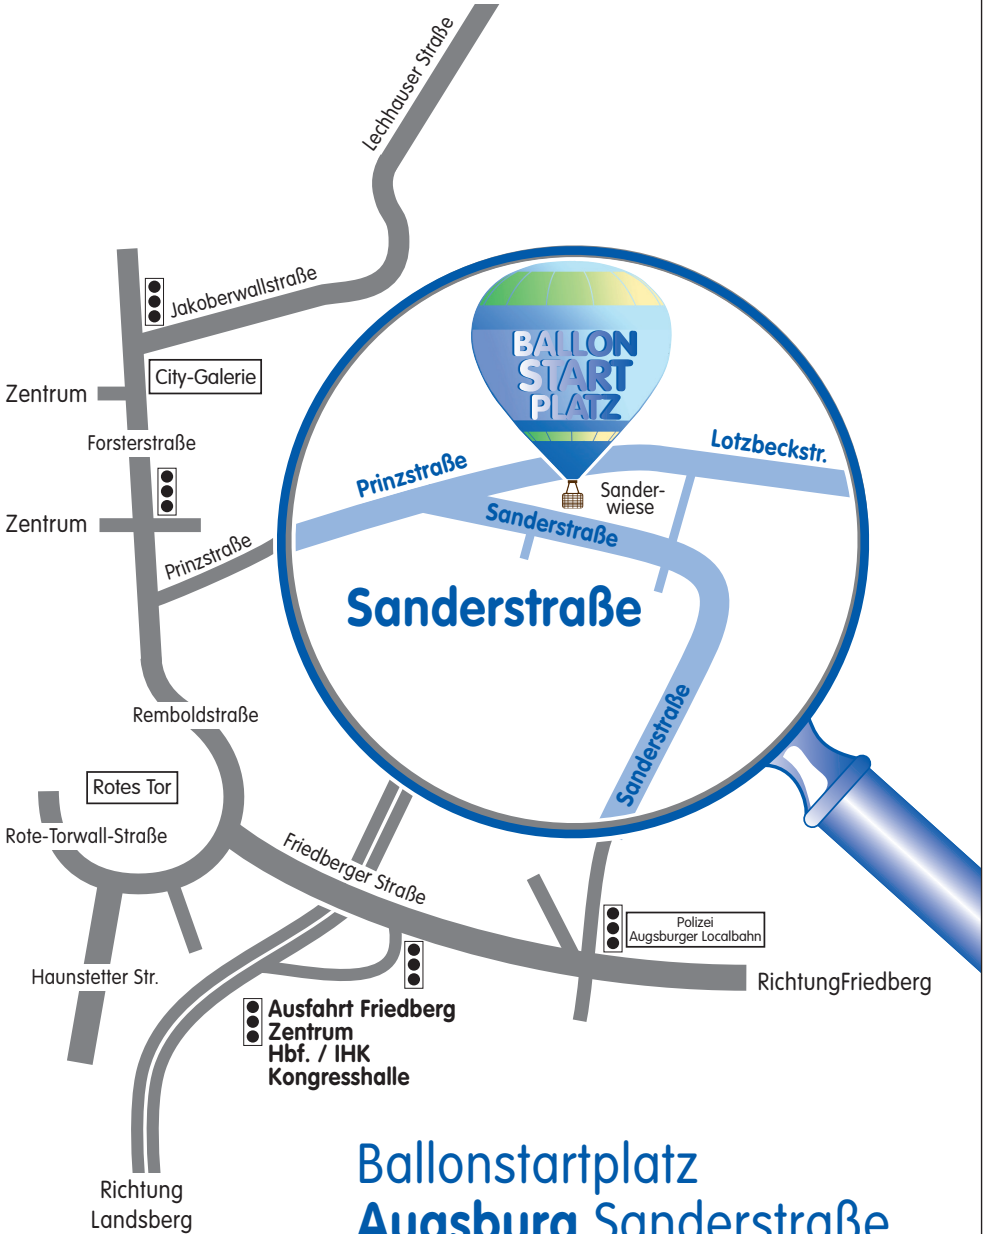 Lechhauser Straße
Jakoberwallstraße
City-Galerie
Zentrum
Forsterstraße
Zentrum
Prinzstraße
BALLON
START
PLATZ
Prinzstraße
Lotzbeckstr.
Sander-
wiese
Sanderstraße
Sanderstraße
Sanderstraße
Remboldstraße
Rotes Tor
Rote-Torwall-Straße
Friedberger Straße
Polizei
Augsburger Localbahn
Haunstetter Str.
RichtungFriedberg
Ausfahrt Friedberg
Zentrum
Hbf. / IHK
Kongresshalle
Richtung
Landsberg
Ballonstartplatz
Augsburg Sanderstraße